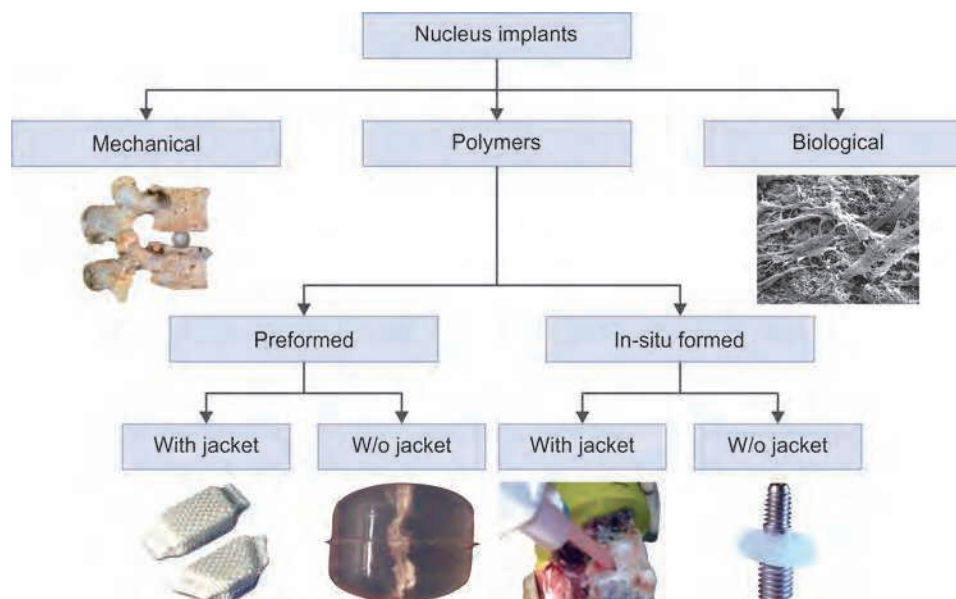 Nucleus implants
Mechanical
Polymers
Biological
Preformed
In-situ formed
With jacket
W/o jacket
With jacket
W/o jacket